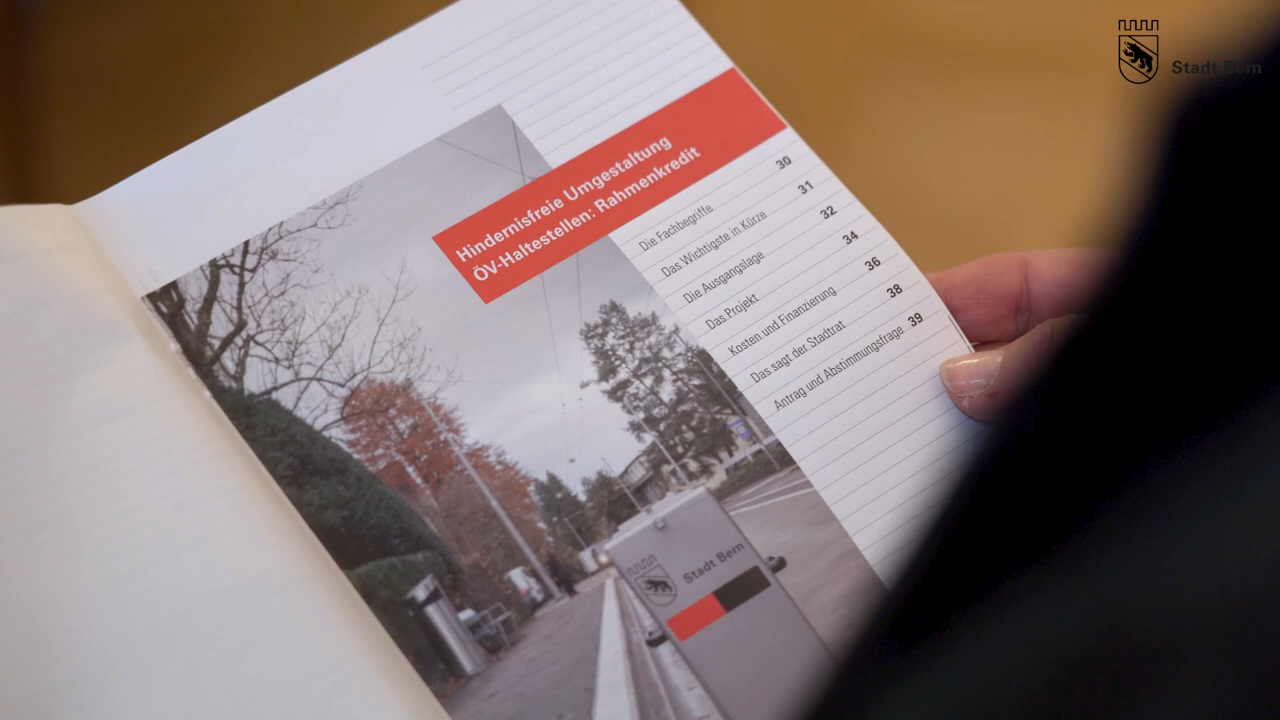 Stadt Bern
Hindernisfreie Umgestaltung
ÖV-Haltestellen: Rahmenkredit
Die Fachbegriffe 30
Das Wichtigste in Kürze 31
Die Ausgangslage 32
Das Projekt 34
Kosten und Finanzierung 36
Das sagt der Stadtrat 38
Antrag und Abstimmungsfrage 39
Stadt Bern